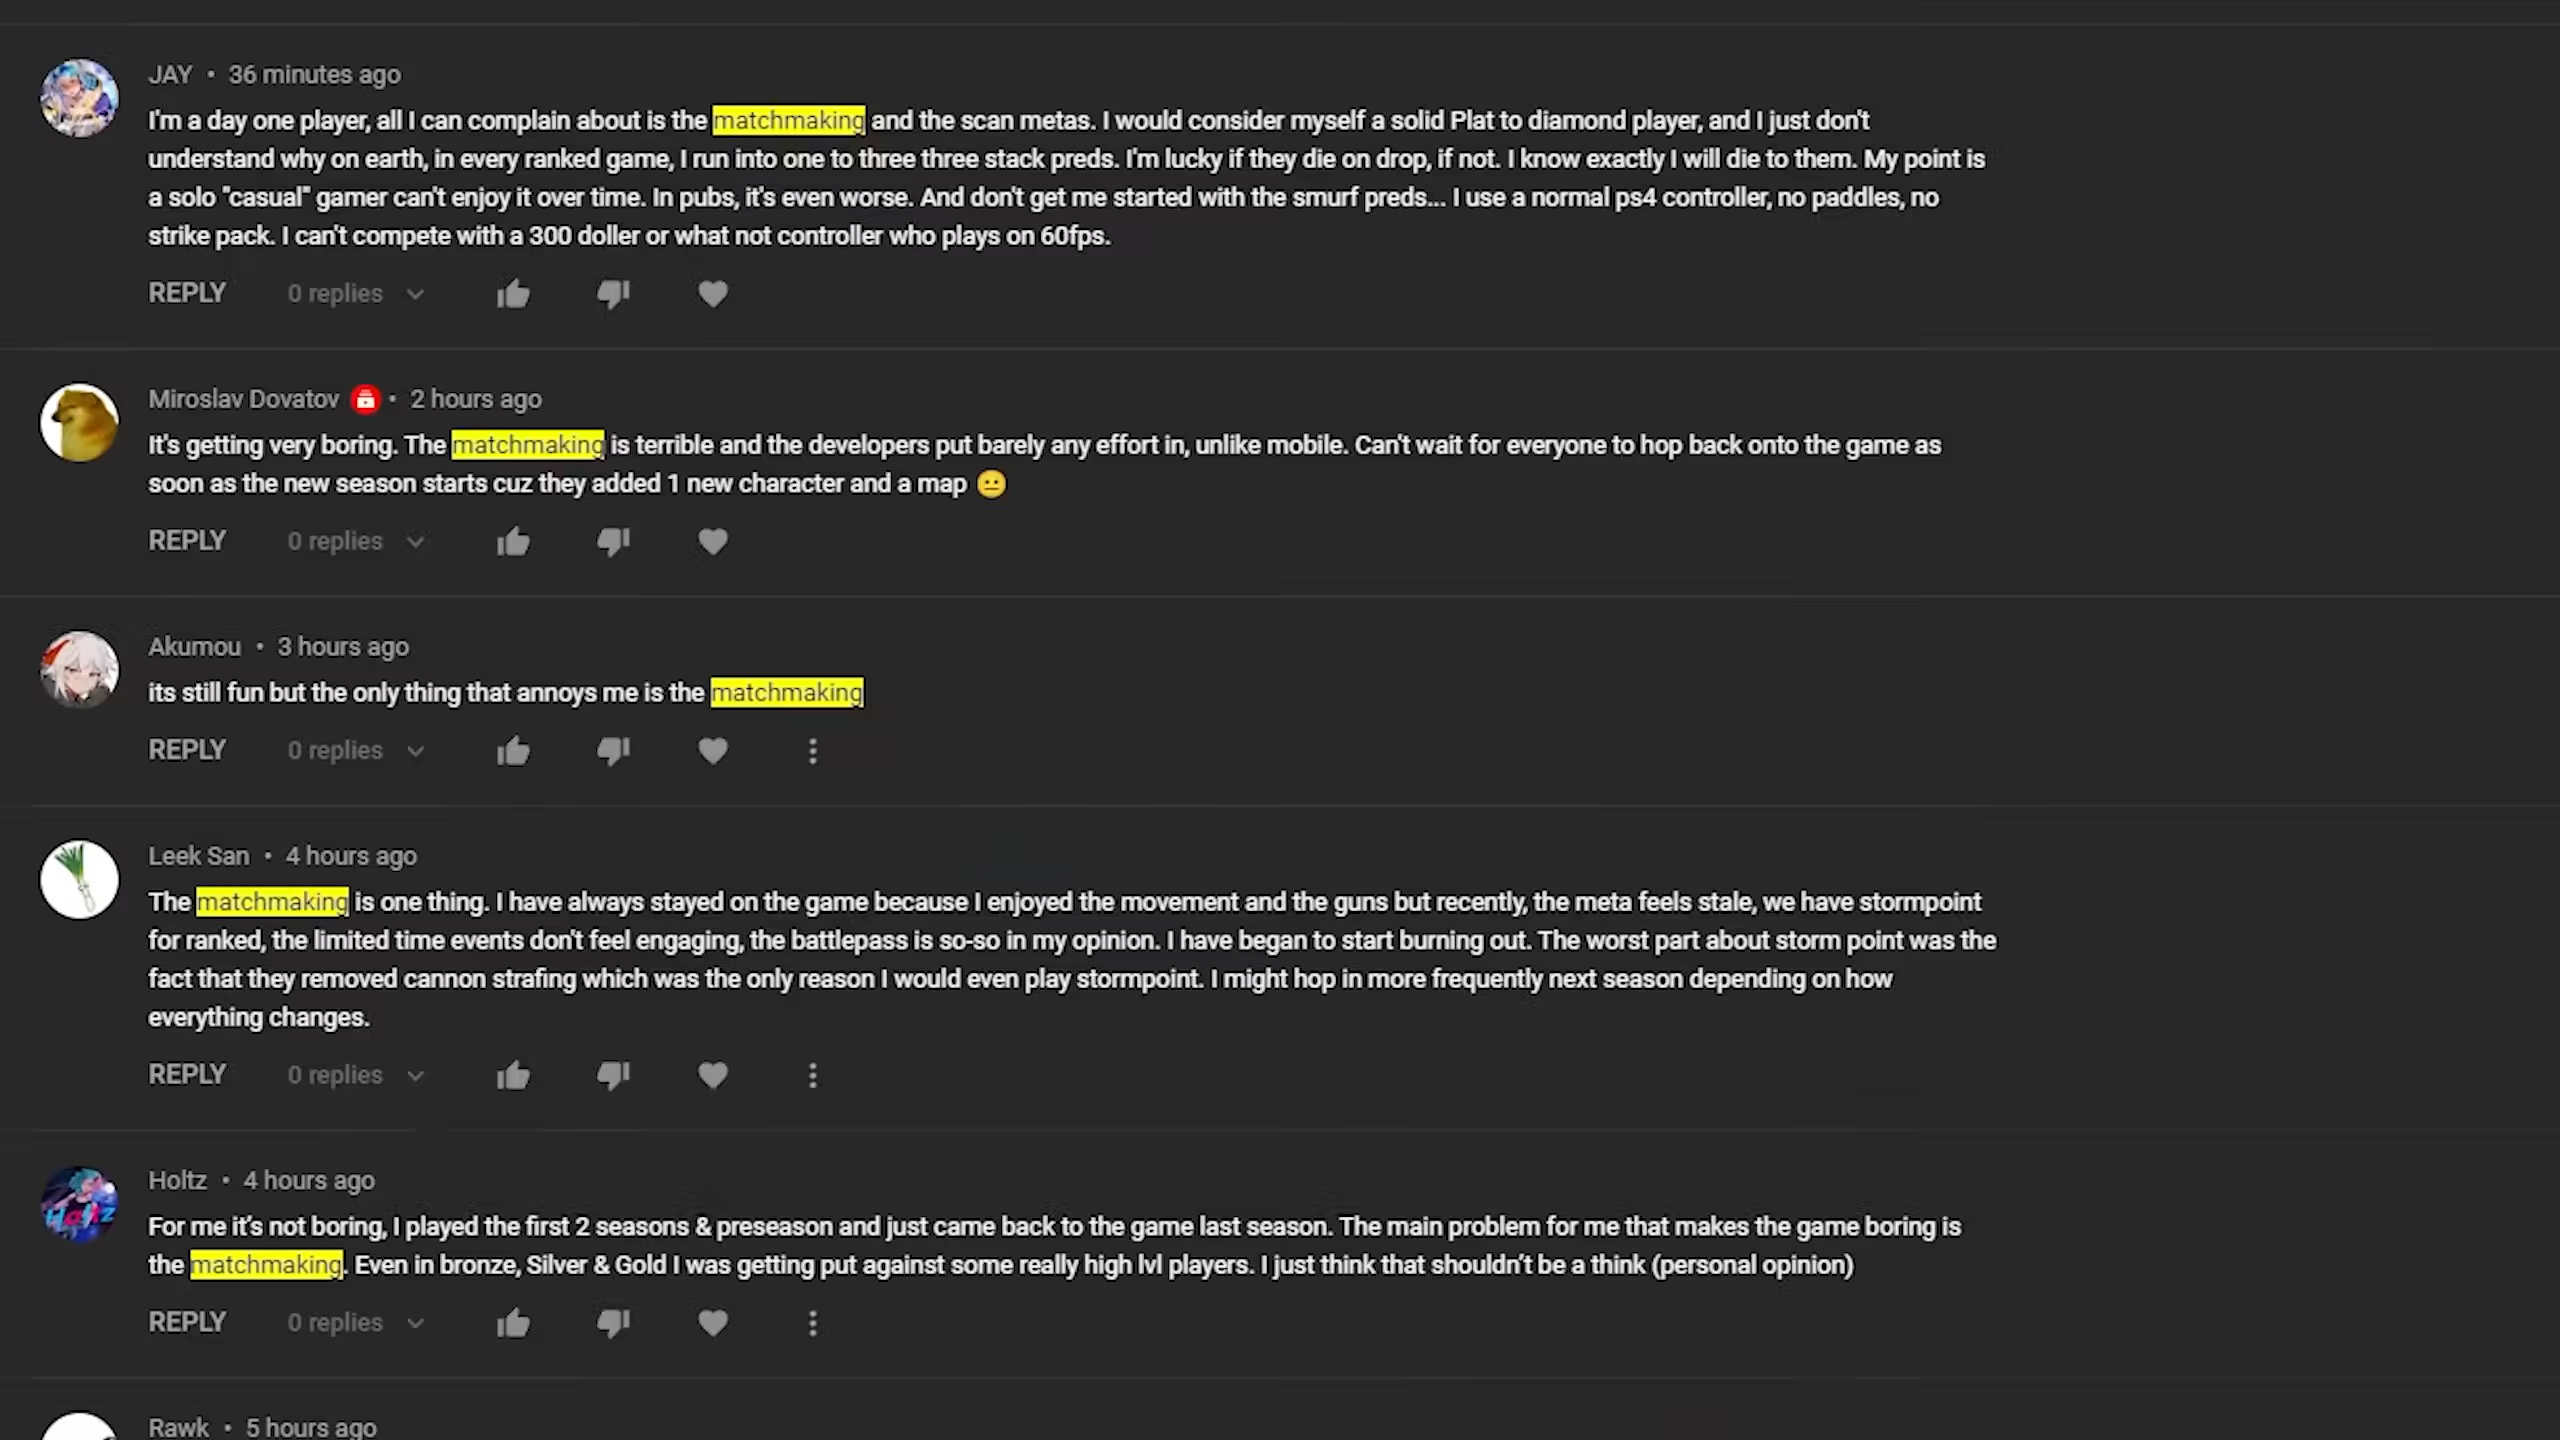 JAY • 36 minutes ago
I'm a day one player, all I can complain about is the matchmaking and the scan metas. I would consider myself a solid Plat to diamond player, and I just don't
understand why on earth, in every ranked game, I run into one to three three stack preds. I'm lucky if they die on drop, if not. I know exactly I will die to them. My point is
a solo "casual" gamer can't enjoy it over time. In pubs, it's even worse. And don't get me started with the smurf preds... I use a normal ps4 controller, no paddles, no
strike pack. I can't compete with a 300 doller or what not controller who plays on 60fps.
REPLY 0 replies
Miroslav Dovatov • 2 hours ago
It's getting very boring. The matchmaking is terrible and the developers put barely any effort in, unlike mobile. Can't wait for everyone to hop back onto the game as
soon as the new season starts cuz they added 1 new character and a map 😐
REPLY 0 replies
Akumou • 3 hours ago
its still fun but the only thing that annoys me is the matchmaking
REPLY 0 replies
Leek San • 4 hours ago
The matchmaking is one thing. I have always stayed on the game because I enjoyed the movement and the guns but recently, the meta feels stale, we have stormpoint
for ranked, the limited time events don't feel engaging, the battlepass is so-so in my opinion. I have began to start burning out. The worst part about storm point was the
fact that they removed cannon strafing which was the only reason I would even play stormpoint. I might hop in more frequently next season depending on how
everything changes.
REPLY 0 replies
Holtz • 4 hours ago
For me it's not boring, I played the first 2 seasons & preseason and just came back to the game last season. The main problem for me that makes the game boring is
the matchmaking. Even in bronze, Silver & Gold I was getting put against some really high lvl players. I just think that shouldn't be a think (personal opinion)
REPLY 0 replies
Rawk • 5 hours ago